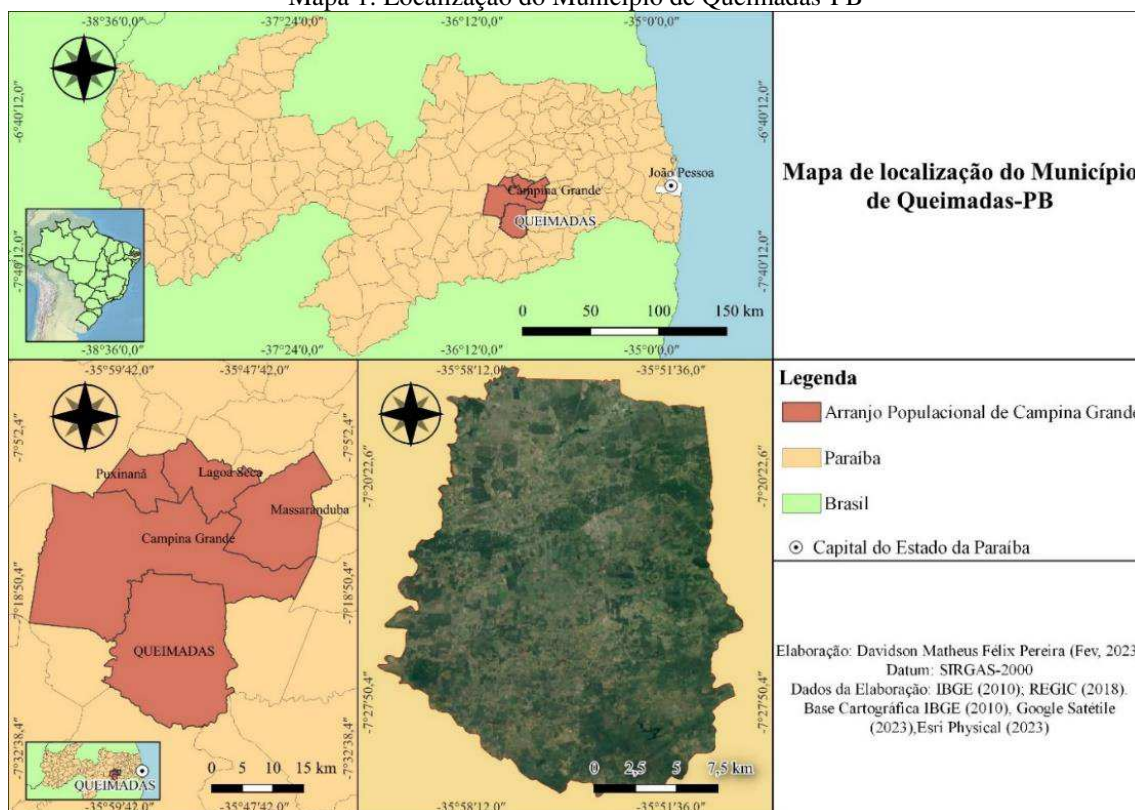 Mapa 1: Localização do Município de Queimadas-PB
-38°36'0,0"
-37°24'0,0"
-36°12'0,0"
-35°0'0,0"
-6°40'12,0"
-6°40'12,0"
João Pessoa
Campina Grande
QUEIMADAS
-7°40'12,0"
-7°40'12,0"
0 50 100 150 km
-38°36'0,0"
-37°24'0,0"
-36°12'0,0"
-35°0'0,0"
Mapa de localização do Município
de Queimadas-PB
-35°59'42,0"
-35°47'42,0"
-7°5'2,4"
-7°5'2,4"
Puxinanã
Lagoa Seca
Massaranduba
Campina Grande
-7°18'50,4"
-7°18'50,4"
QUEIMADAS
-7°32'38,4"
-7°32'38,4"
QUEIMADAS
0 5 10 15 km
-35°59'42,0"
-35°47'42,0"
-35°58'12,0"
-35°51'36,0"
-7°20'22,6"
-7°20'22,6"
-7°27'50,4"
-7°27'50,4"
0 2,5 5 7,5 km
-35°58'12,0"
-35°51'36,0"
Legenda
Arranjo Populacional de Campina Grande
Paraíba
Brasil
Capital do Estado da Paraíba
Elaboração: Davidson Matheus Félix Pereira (Fev, 2023
Datum: SIRGAS-2000
Dados da Elaboração: IBGE (2010); REGIC (2018).
Base Cartográfica IBGE (2010), Google Satétile
(2023),Esri Physical (2023)